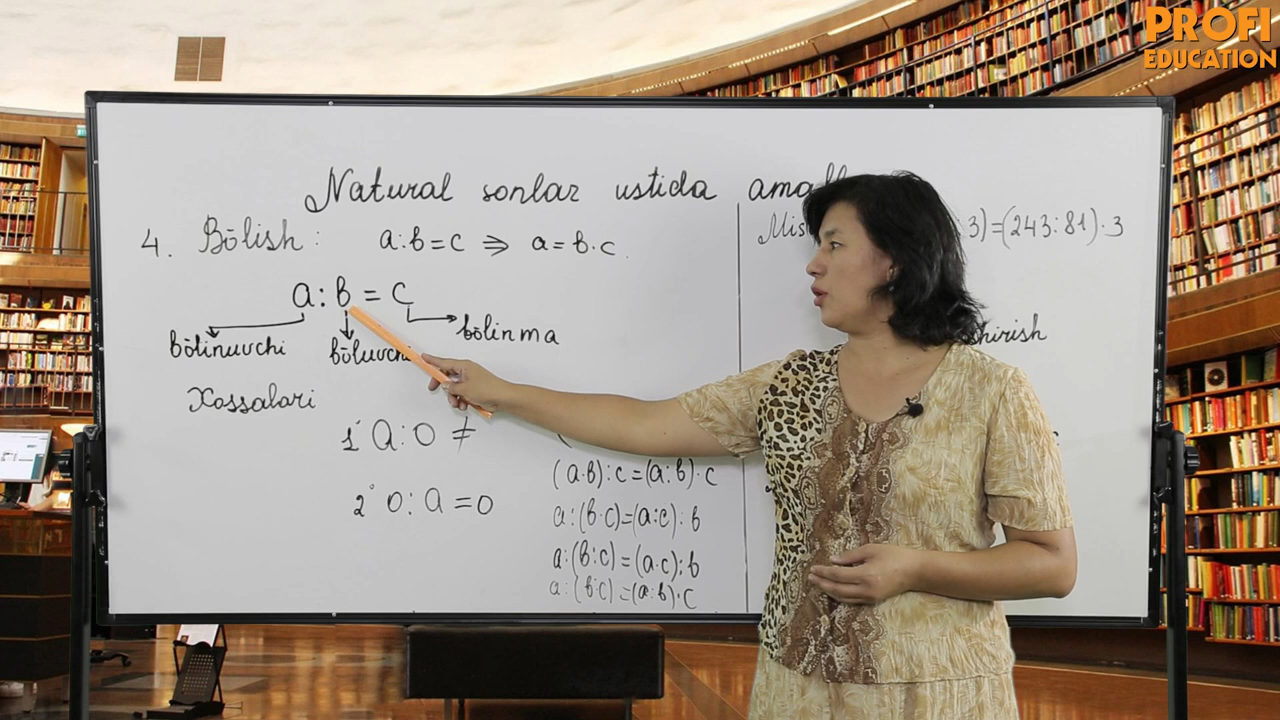 PROFI
EDUCATION
Natural sonlar ustida
4. Bōlish: a:b=c ⇒ a=b·c.
a:b=c
bōlinuvchi bōluvchi bōlinma
Xossalari
1° a:0 ≠
2° 0:a=0
(a·b):c=(a:b)·c
a:(b·c)=(a:c):b
a:(b:c)=(a·c):b
a:(b:c)=(a:b)·c
3)=(243:81)·3